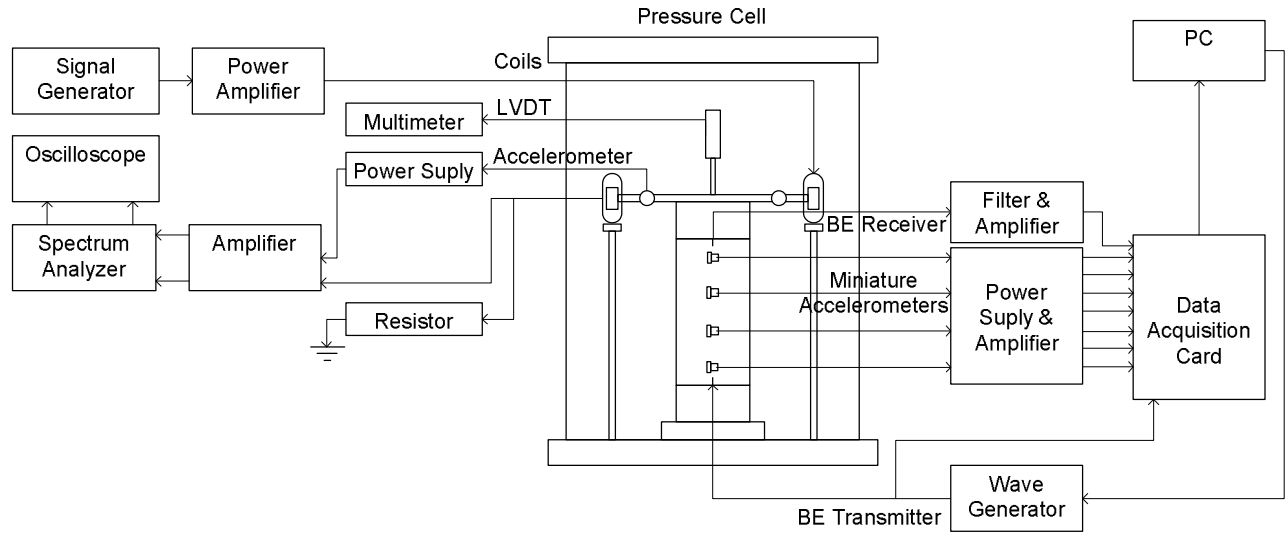 Pressure Cell
Signal
Generator
Power
Amplifier
Coils
PC
Multimeter
LVDT
Oscilloscope
Power Suply
Accelerometer
Filter &
Amplifier
BE Receiver
Spectrum
Analyzer
Amplifier
Miniature
Accelerometers
Power
Suply &
Amplifier
Data
Acquisition
Card
Resistor
Wave
Generator
BE Transmitter